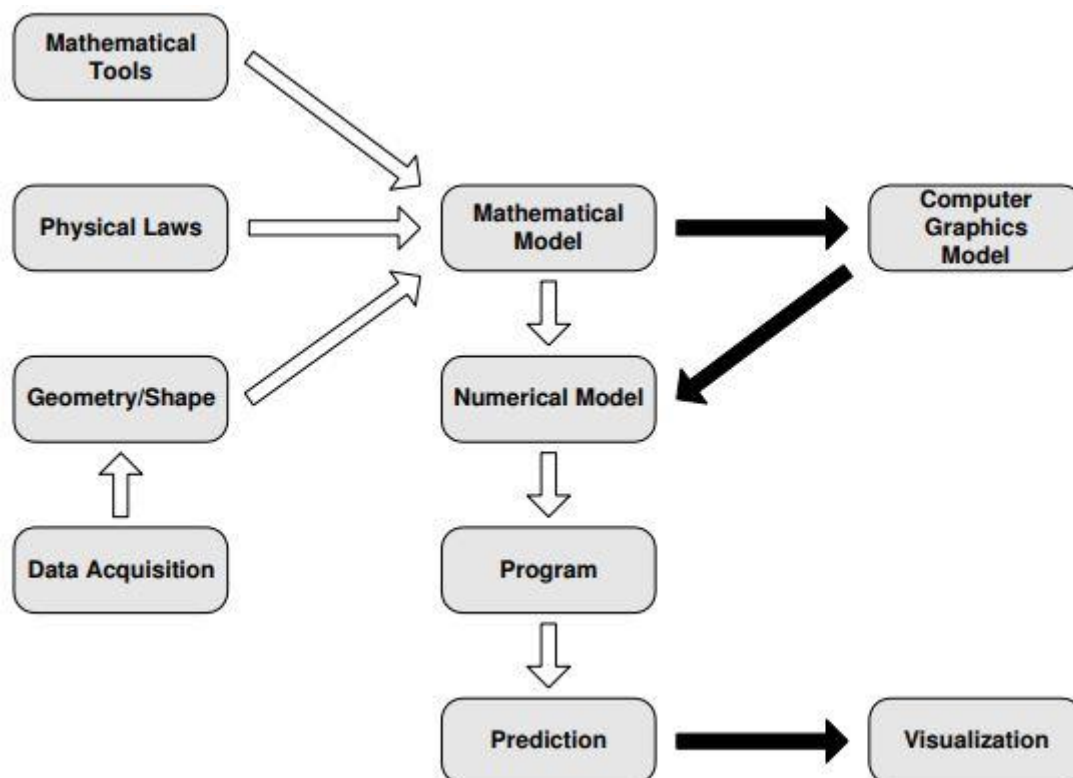 Mathematical
Tools
Physical Laws
Mathematical
Model
Computer
Graphics
Model
Geometry/Shape
Numerical Model
Data Acquisition
Program
Prediction
Visualization